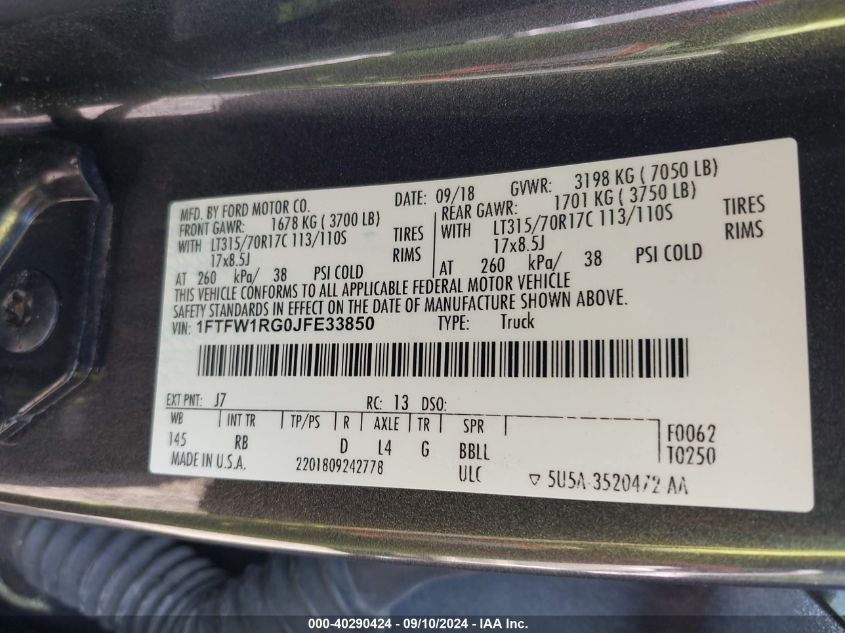 MFD. BY FORD MOTOR CO. DATE: 09/18 GVWR: 3198 KG ( 7050 LB)
FRONT GAWR: 1678 KG ( 3700 LB) REAR GAWR: 1701 KG ( 3750 LB)
WITH LT315/70R17C 113/110S TIRES WITH LT315/70R17C 113/110S TIRES
17x8.5J RIMS 17x8.5J RIMS
AT 260 kPa/ 38 PSI COLD AT 260 kPa/ 38 PSI COLD
THIS VEHICLE CONFORMS TO ALL APPLICABLE FEDERAL MOTOR VEHICLE
SAFETY STANDARDS IN EFFECT ON THE DATE OF MANUFACTURE SHOWN ABOVE.
VIN: 1FTFW1RG0JFE33850 TYPE: Truck
EXT PNT: J7 RC: 13 DSO:
WB INT TR TP/PS R AXLE TR SPR
145 RB D L4 G BBLL F0062
MADE IN U.S.A. 2201809242778 ULC T0250
▽ 5U5A-3520472 AA
000-40290424 - 09/10/2024 - IAA Inc.